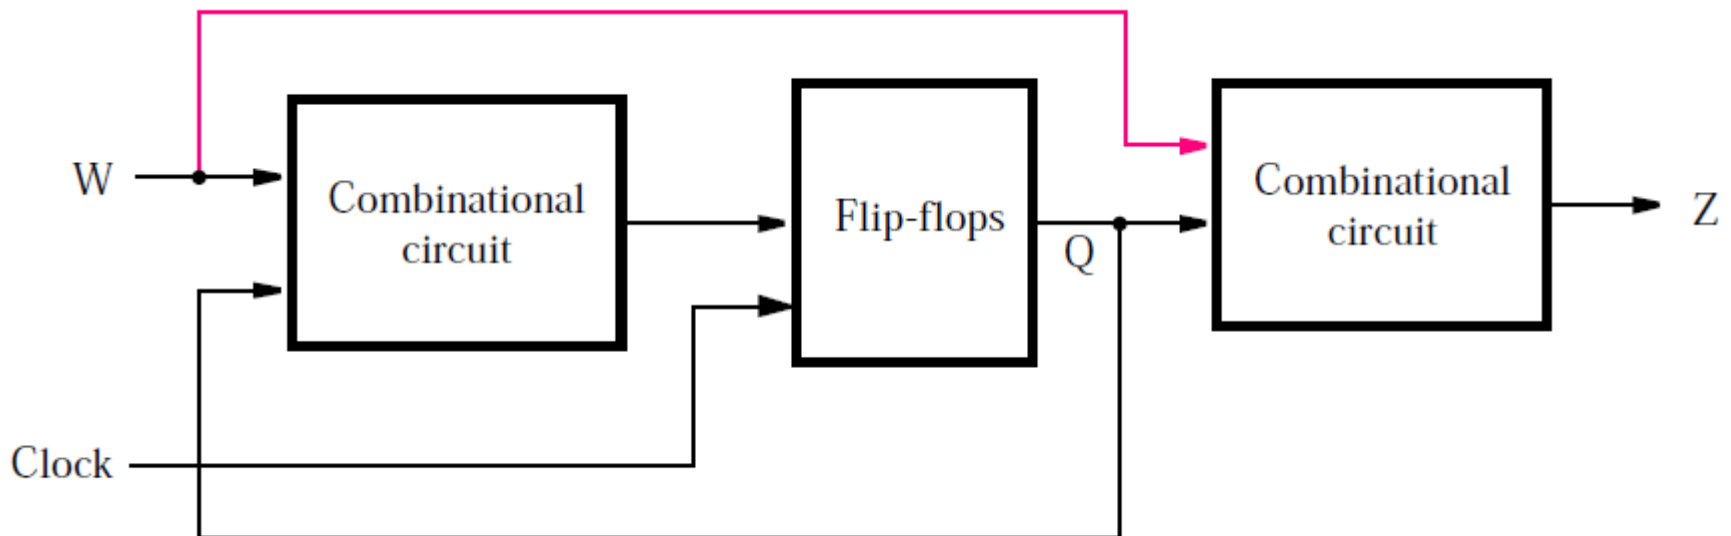 W
Combinational
circuit
Flip-flops
Q
Combinational
circuit
Z
Clock